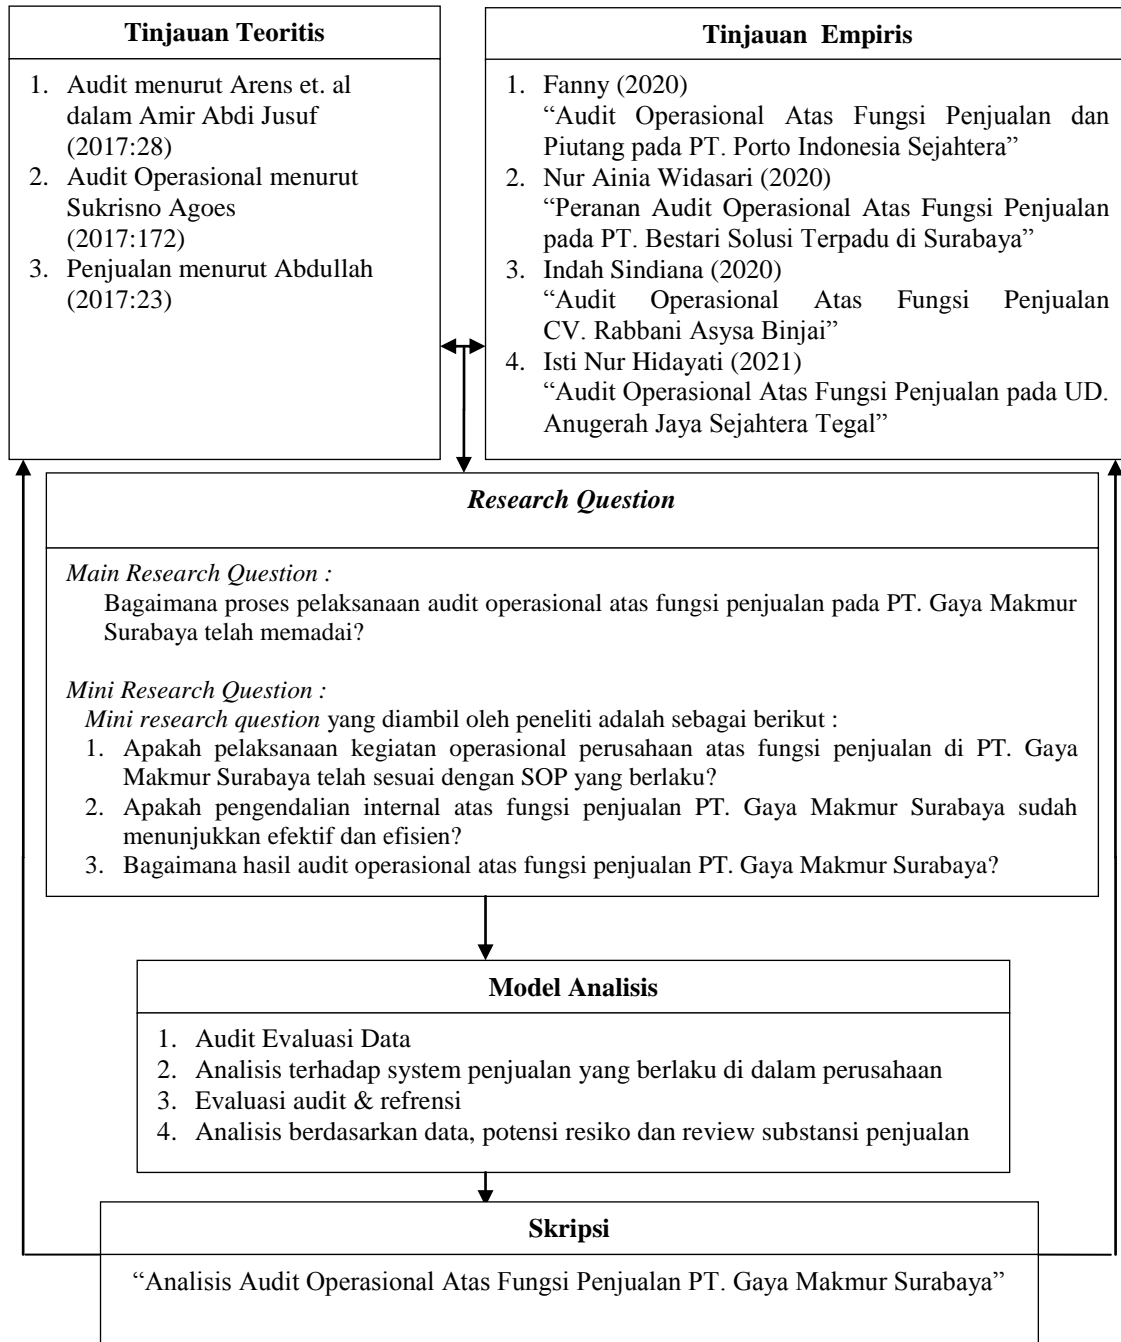 Tinjauan Teoritis
1. Audit menurut Arens et. al
dalam Amir Abdi Jusuf
(2017:28)
2. Audit Operasional menurut
Sukrisno Agoes
(2017:172)
3. Penjualan menurut Abdullah
(2017:23)
Tinjauan Empiris
1. Fanny (2020)
“Audit Operasional Atas Fungsi Penjualan dan
Piutang pada PT. Porto Indonesia Sejahtera”
2. Nur Ainia Widasari (2020)
“Peranan Audit Operasional Atas Fungsi Penjualan
pada PT. Bestari Solusi Terpadu di Surabaya”
3. Indah Sindiana (2020)
“Audit Operasional Atas Fungsi Penjualan
CV. Rabbani Asysa Binjai”
4. Isti Nur Hidayati (2021)
“Audit Operasional Atas Fungsi Penjualan pada UD.
Anugerah Jaya Sejahtera Tegal”
Research Question
Main Research Question :
Bagaimana proses pelaksanaan audit operasional atas fungsi penjualan pada PT. Gaya Makmur
Surabaya telah memadai?
Mini Research Question :
Mini research question yang diambil oleh peneliti adalah sebagai berikut :
1. Apakah pelaksanaan kegiatan operasional perusahaan atas fungsi penjualan di PT. Gaya
Makmur Surabaya telah sesuai dengan SOP yang berlaku?
2. Apakah pengendalian internal atas fungsi penjualan PT. Gaya Makmur Surabaya sudah
menunjukkan efektif dan efisien?
3. Bagaimana hasil audit operasional atas fungsi penjualan PT. Gaya Makmur Surabaya?
Model Analisis
1. Audit Evaluasi Data
2. Analisis terhadap system penjualan yang berlaku di dalam perusahaan
3. Evaluasi audit & refrensi
4. Analisis berdasarkan data, potensi resiko dan review substansi penjualan
Skripsi
“Analisis Audit Operasional Atas Fungsi Penjualan PT. Gaya Makmur Surabaya”